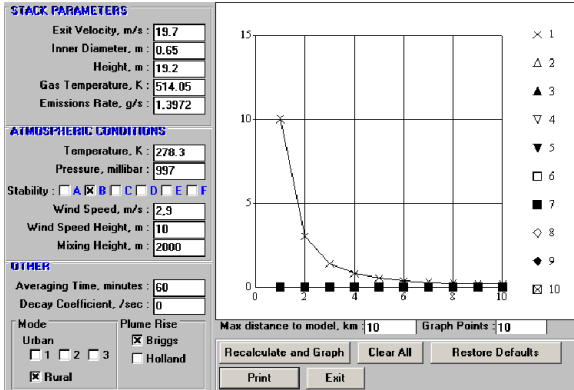 STACK PARAMETERS
Exit Velocity, m/s : 19.7
Inner Diameter, m : 0.65
Height, m : 19.2
Gas Temperature, K : 514.05
Emissions Rate, g/s : 1.3972
ATMOSPHERIC CONDITIONS
Temperature, K : 278.3
Pressure, millibar : 997
Stability : A B C D E F
Wind Speed, m/s : 2.9
Wind Speed Height, m : 10
Mixing Height, m : 2000
OTHER
Averaging Time, minutes : 60
Decay Coefficient, /sec : 0
Mode
Urban
1 2 3
Rural
Plume Rise
Briggs
Holland
15
10
5
0
0 2 4 6 8 10
1
2
3
4
5
6
7
8
9
10
Max distance to model, km : 10 Graph Points : 10
Recalculate and Graph Clear All Restore Defaults
Print Exit